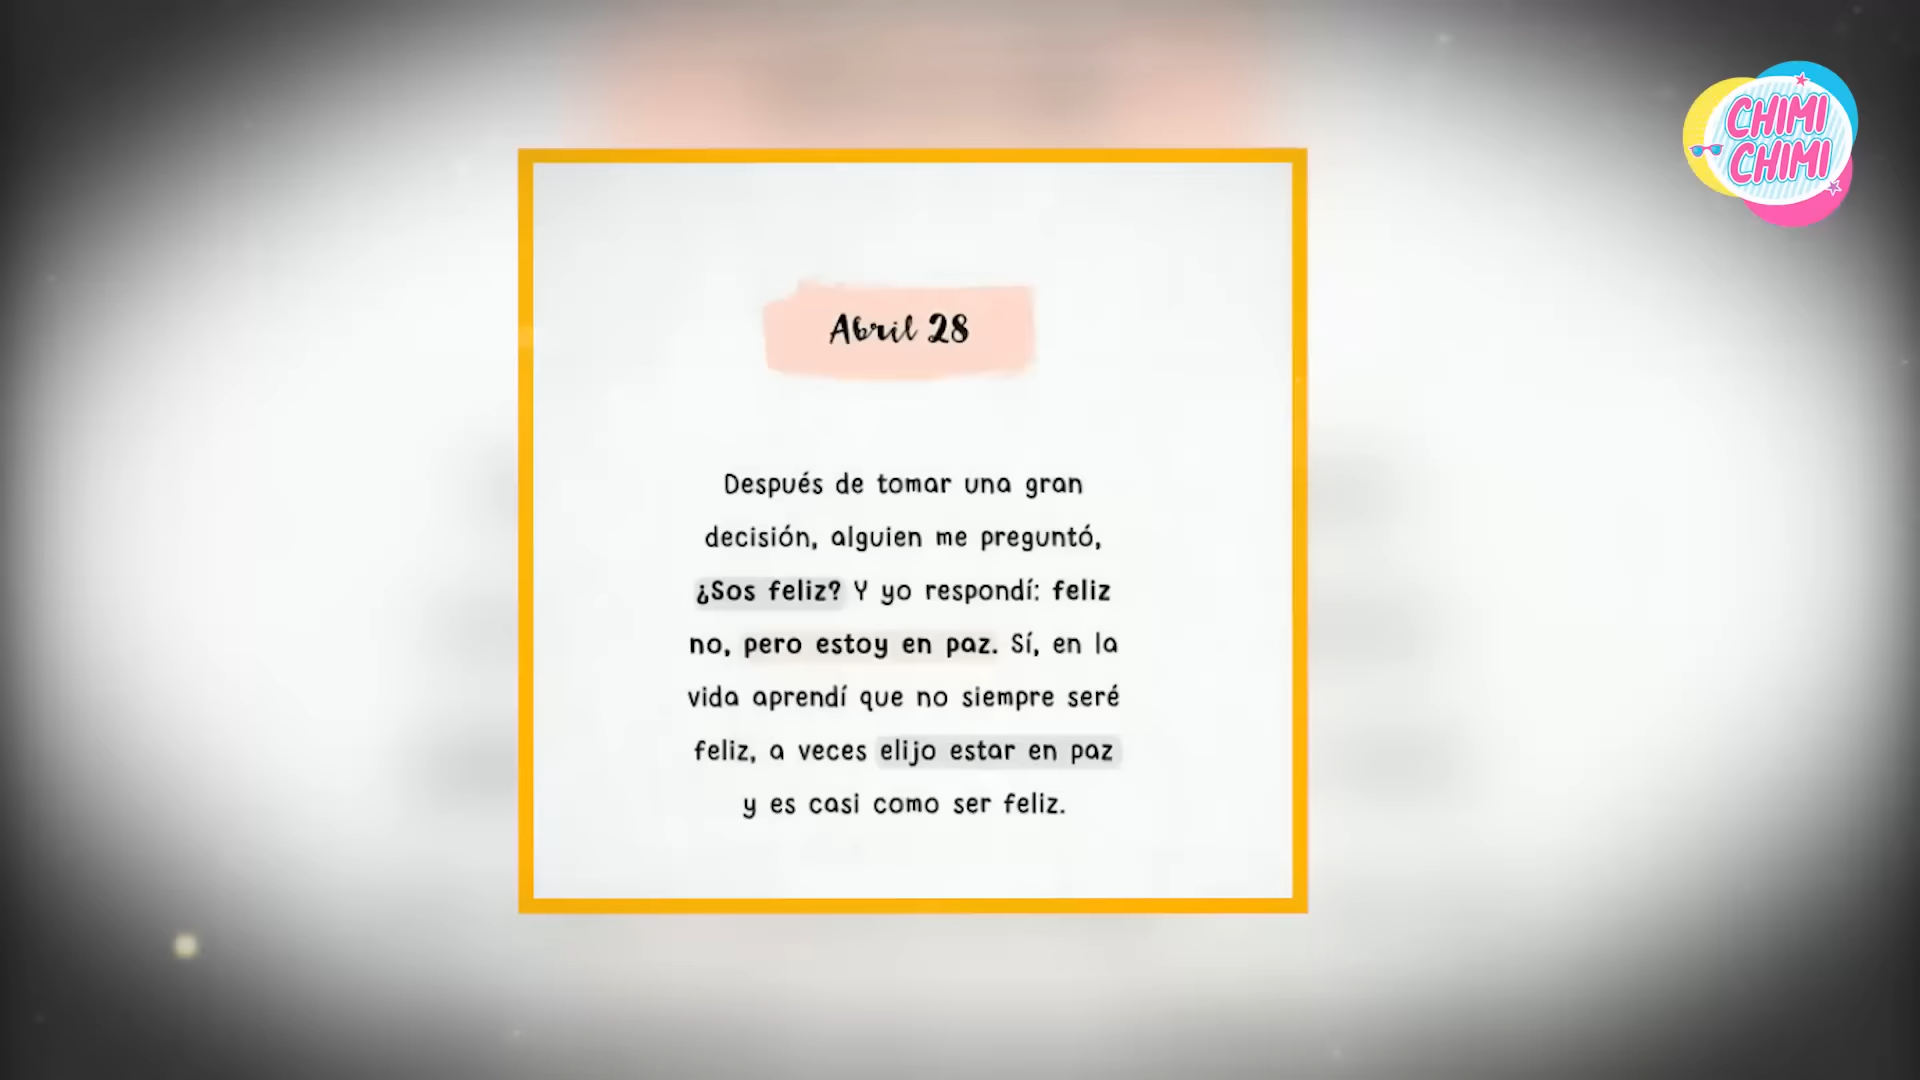 CHIMI
CHIMI
Abril 28
Después de tomar una gran
decisión, alguien me preguntó,
¿Sos feliz? Y yo respondí: feliz
no, pero estoy en paz. Sí, en la
vida aprendí que no siempre seré
feliz, a veces elijo estar en paz
y es casi como ser feliz.